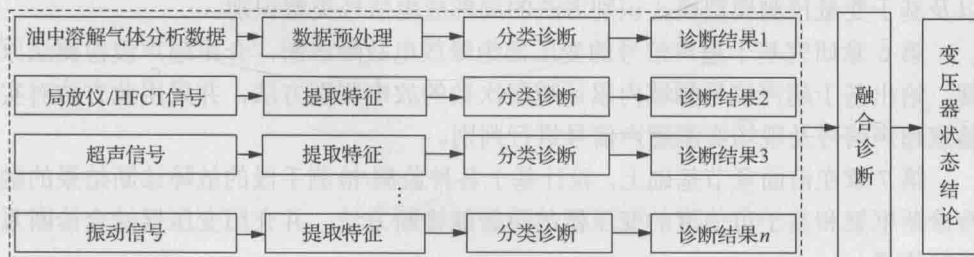 油中溶解气体分析数据 数据预处理 分类诊断 诊断结果1
局放仪/HFCT信号 提取特征 分类诊断 诊断结果2
超声信号 提取特征 分类诊断 诊断结果3
⋮
振动信号 提取特征 分类诊断 诊断结果n
融合诊断
变压器状态结论